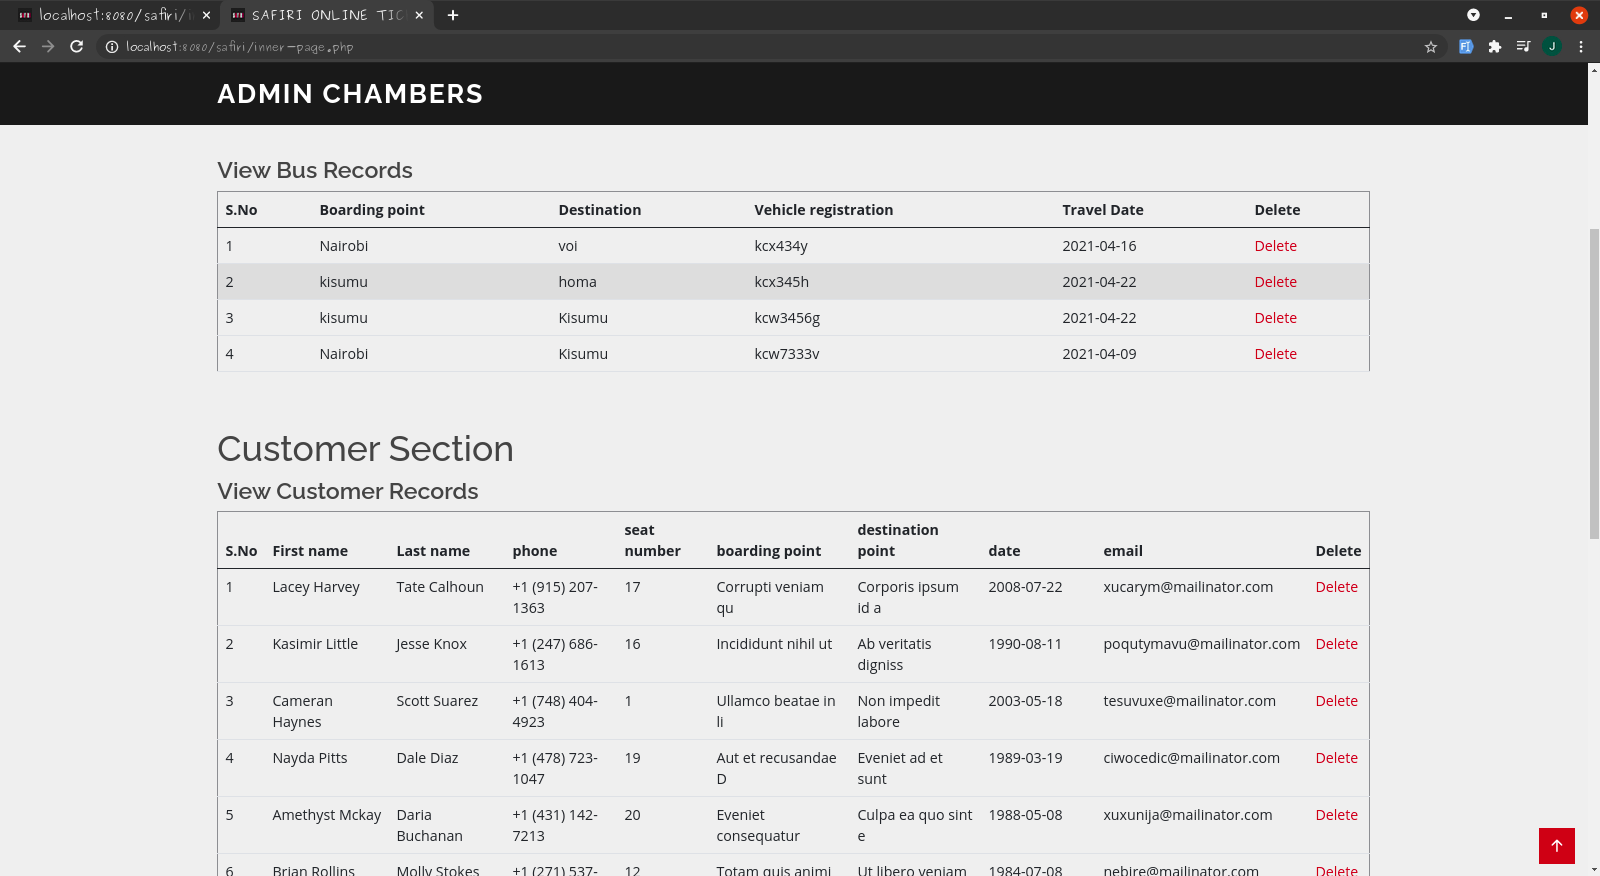 localhost:8080/safiri/i
SAFIRI ONLINE TIC
localhost:8080/safiri/inner-page.php
J
ADMIN CHAMBERS
View Bus Records
S.No Boarding point Destination Vehicle registration Travel Date Delete
1 Nairobi voi kcx434y 2021-04-16 Delete
2 kisumu homa kcx345h 2021-04-22 Delete
3 kisumu Kisumu kcw3456g 2021-04-22 Delete
4 Nairobi Kisumu kcw7333v 2021-04-09 Delete
Customer Section
View Customer Records
seat destination
S.No First name Last name phone number boarding point point date email Delete
1 Lacey Harvey Tate Calhoun +1 (915) 207- 17 Corrupti veniam Corporis ipsum 2008-07-22 xucarym@mailinator.com Delete
1363 qu id a
2 Kasimir Little Jesse Knox +1 (247) 686- 16 Incididunt nihil ut Ab veritatis 1990-08-11 poqutymavu@mailinator.com Delete
1613 digniss
3 Cameran Scott Suarez +1 (748) 404- 1 Ullamco beatae in Non impedit 2003-05-18 tesuvuxe@mailinator.com Delete
Haynes 4923 li labore
4 Nayda Pitts Dale Diaz +1 (478) 723- 19 Aut et recusandae Eveniet ad et 1989-03-19 ciwocedic@mailinator.com Delete
1047 D sunt
5 Amethyst Mckay Daria +1 (431) 142- 20 Eveniet Culpa ea quo sint 1988-05-08 xuxunija@mailinator.com Delete
Buchanan 7213 consequatur e
6 Brian Rollins Molly Stokes +1 (271) 537- 12 Totam quis animi Ut libero veniam 1984-07-08 nebire@mailinator.com Delete